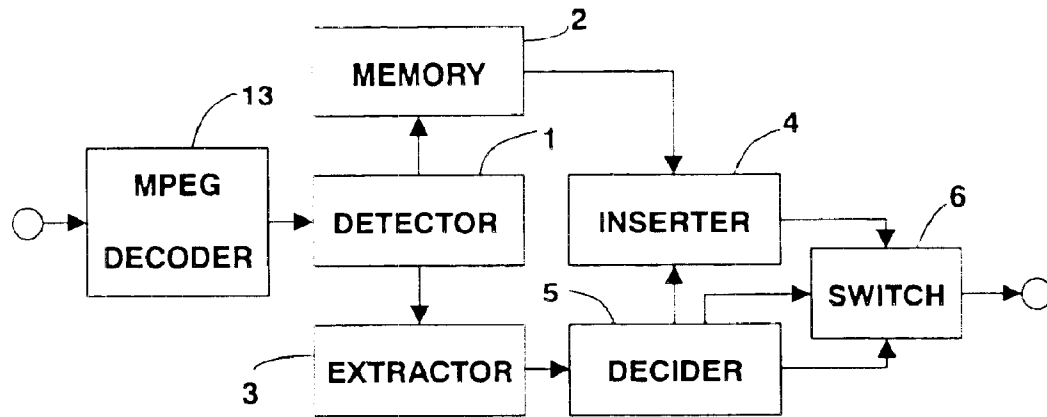 2
MEMORY
13
MPEG
DECODER
1
DETECTOR
4
INSERTER
6
SWITCH
3
EXTRACTOR
5
DECIDER